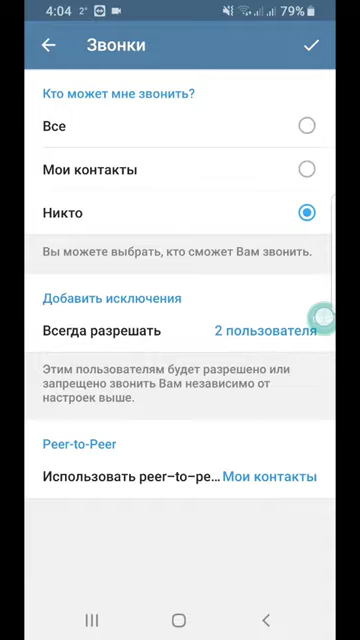 4:04 2° 79%
Звонки
Кто может мне звонить?
Все
Мои контакты
Никто
Вы можете выбрать, кто сможет Вам звонить.
Добавить исключения
Всегда разрешать 2 пользователя
Этим пользователям будет разрешено или
запрещено звонить Вам независимо от
настроек выше.
Peer-to-Peer
Использовать peer–to–pe... Мои контакты